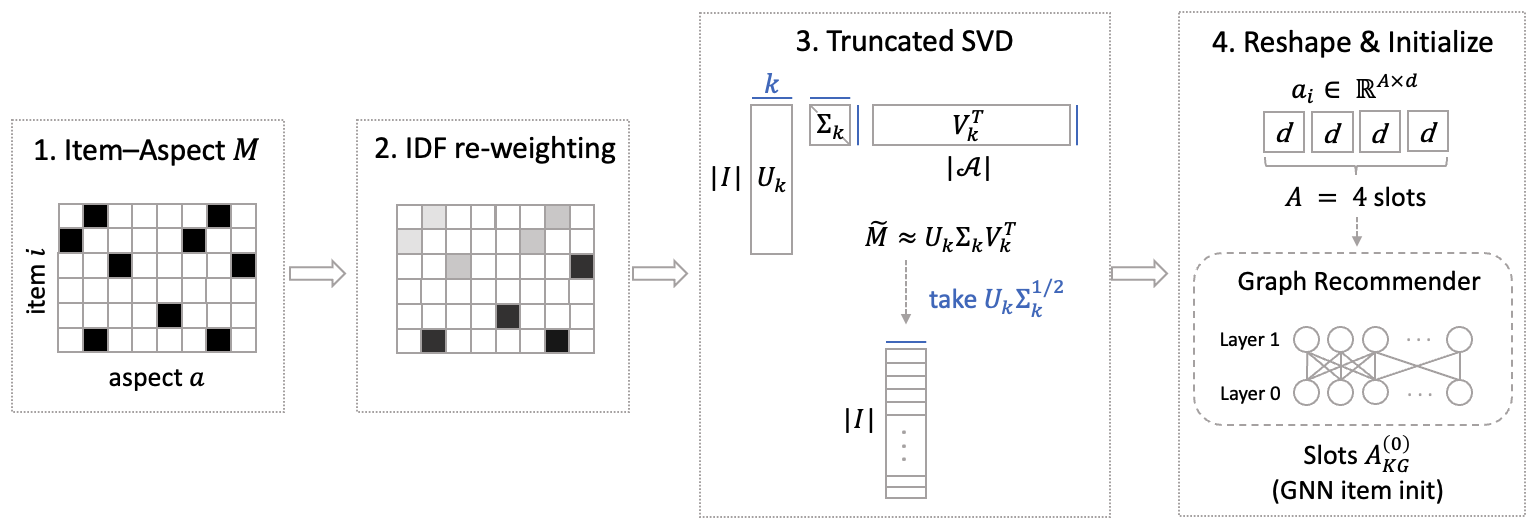 1. Item–Aspect M
item i
aspect a
2. IDF re-weighting
3. Truncated SVD
k
|I|
U_k
Σ_k
V_k^T
|𝒜|
M̃ ≈ U_k Σ_k V_k^T
take U_k Σ_k^{1/2}
|I|
4. Reshape & Initialize
a_i ∈ ℝ^{A×d}
d d d d
A = 4 slots
Graph Recommender
Layer 1
Layer 0
Slots A_{KG}^{(0)}
(GNN item init)